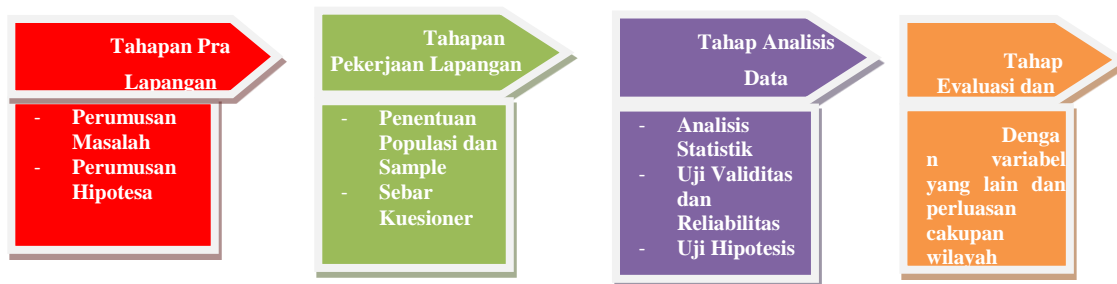 Tahapan Pra
Lapangan
- Perumusan
Masalah
- Perumusan
Hipotesa
Tahapan
Pekerjaan Lapangan
- Penentuan
Populasi dan
Sample
- Sebar
Kuesioner
Tahap Analisis
Data
- Analisis
Statistik
- Uji Validitas
dan
Reliabilitas
- Uji Hipotesis
Tahap
Evaluasi dan
Denga
n variabel
yang lain dan
perluasan
cakupan
wilayah